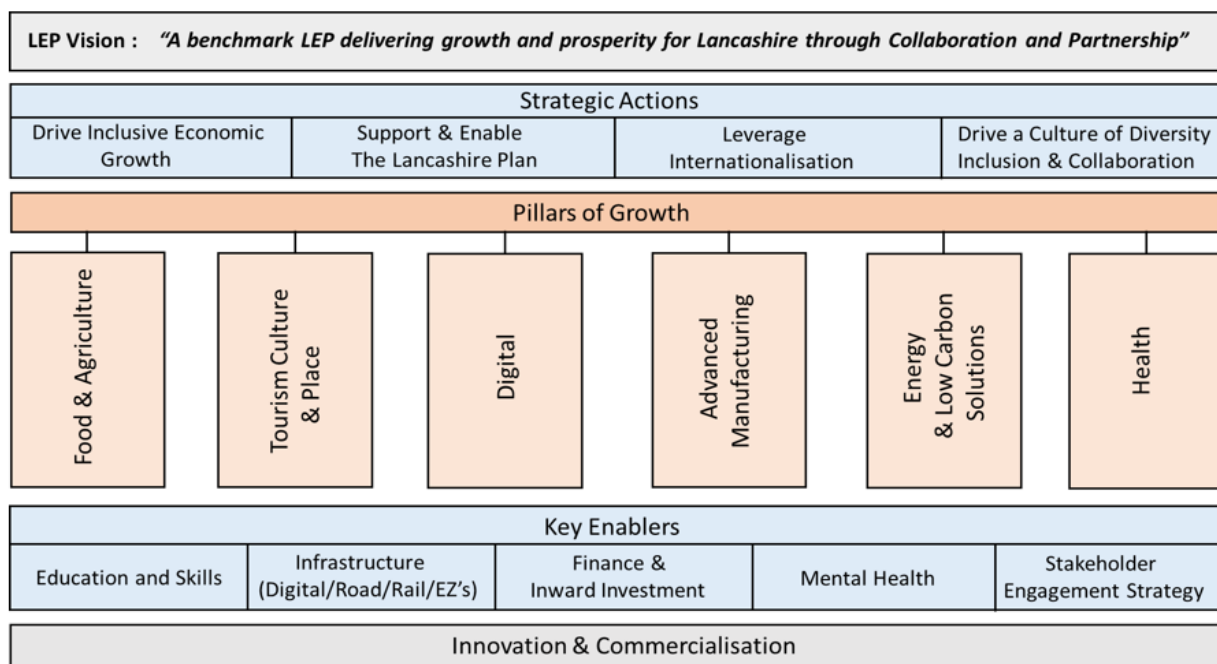 LEP Vision : “A benchmark LEP delivering growth and prosperity for Lancashire through Collaboration and Partnership”
Strategic Actions
Drive Inclusive Economic
Growth
Support & Enable
The Lancashire Plan
Leverage
Internationalisation
Drive a Culture of Diversity
Inclusion & Collaboration
Pillars of Growth
Food & Agriculture
Tourism Culture
& Place
Digital
Advanced
Manufacturing
Energy
& Low Carbon
Solutions
Health
Key Enablers
Education and Skills
Infrastructure
(Digital/Road/Rail/EZ’s)
Finance &
Inward Investment
Mental Health
Stakeholder
Engagement Strategy
Innovation & Commercialisation